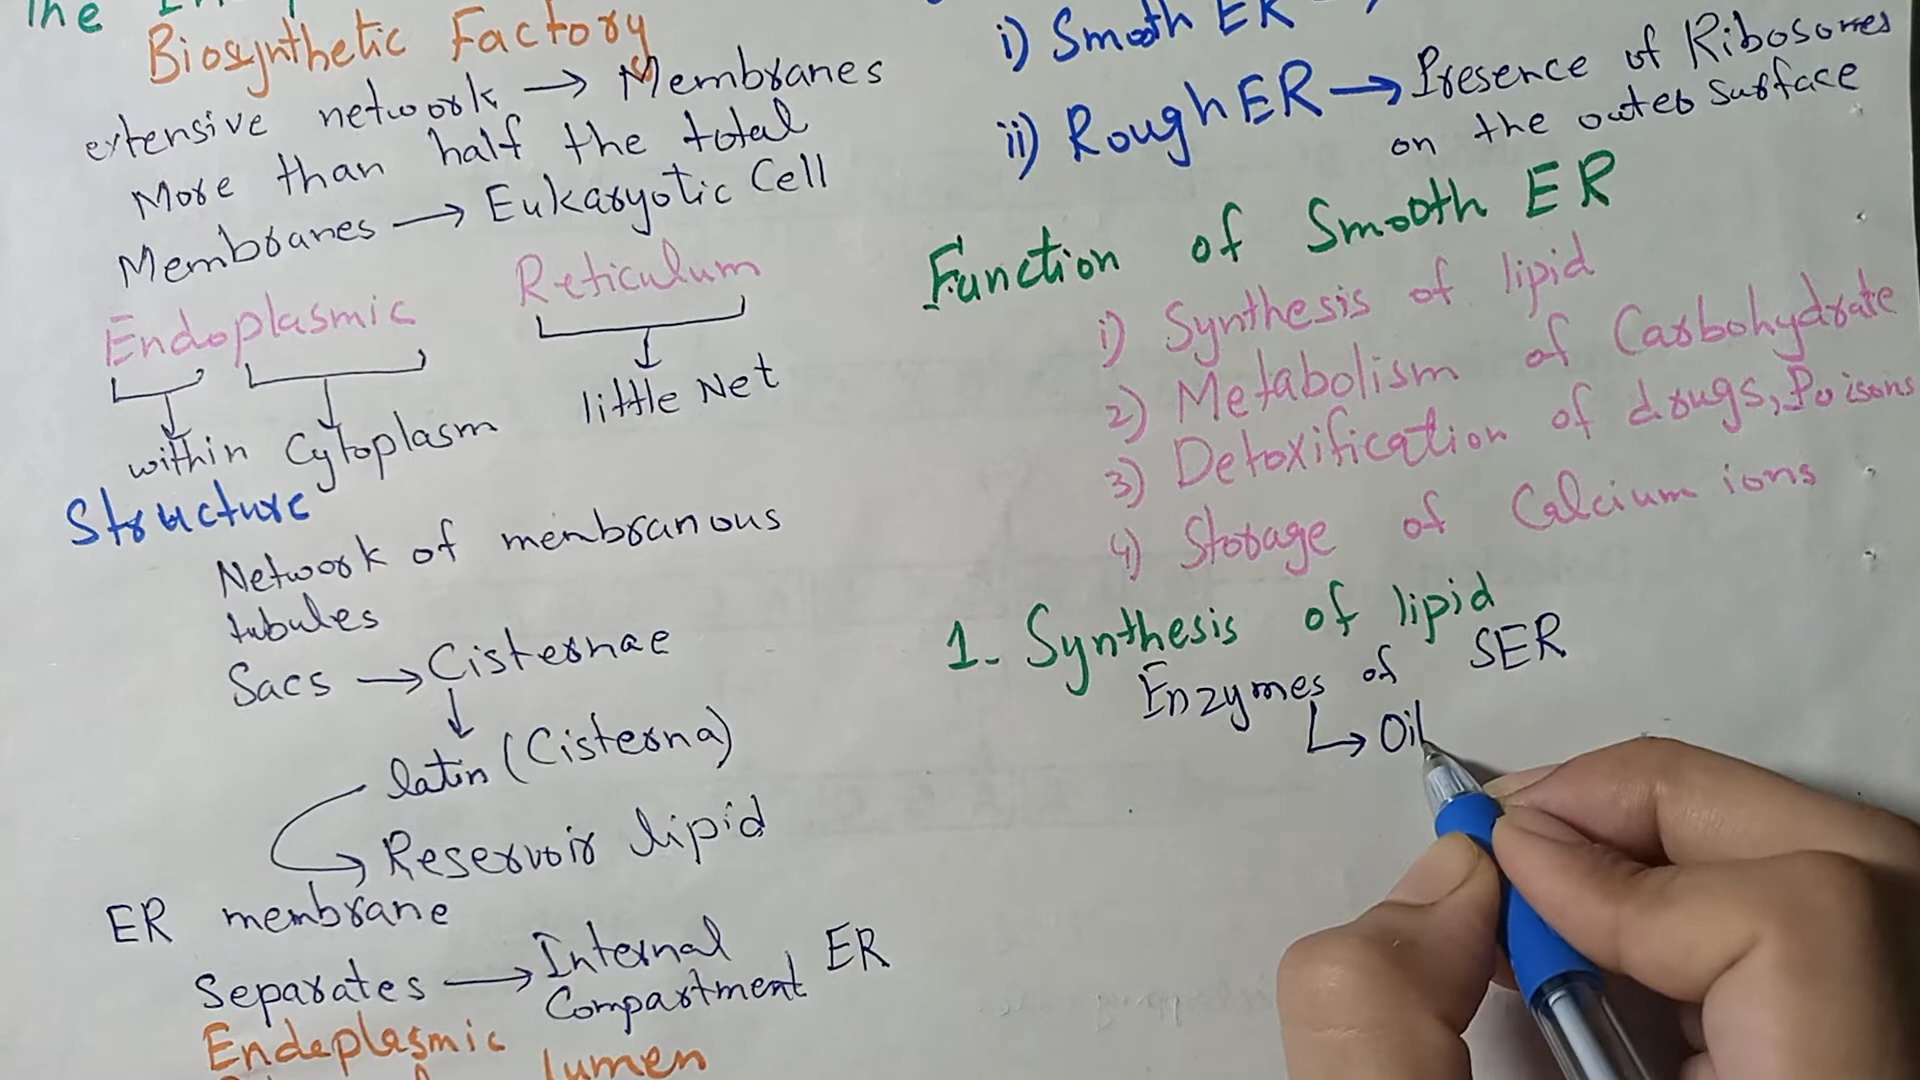 The
Biosynthetic Factory
extensive network → Membranes
More than half the total
Membranes → Eukaryotic Cell
Endoplasmic Reticulum
within Cytoplasm little Net
Structure
Network of membranous
tubules
Sacs → Cisternae
latin (Cisterna)
Reservoir lipid
ER membrane
Separates → Internal
Compartment ER
Endeplasmic
lumen
i) Smooth ER
ii) Rough ER → Presence of Ribosomes
on the outer Surface
Function of Smooth ER
1) Synthesis of lipid
2) Metabolism of Carbohydrate
3) Detoxification of drugs, Poisons
4) Storage of Calcium ions
1- Synthesis of lipid
Enzymes of SER
→ Oil